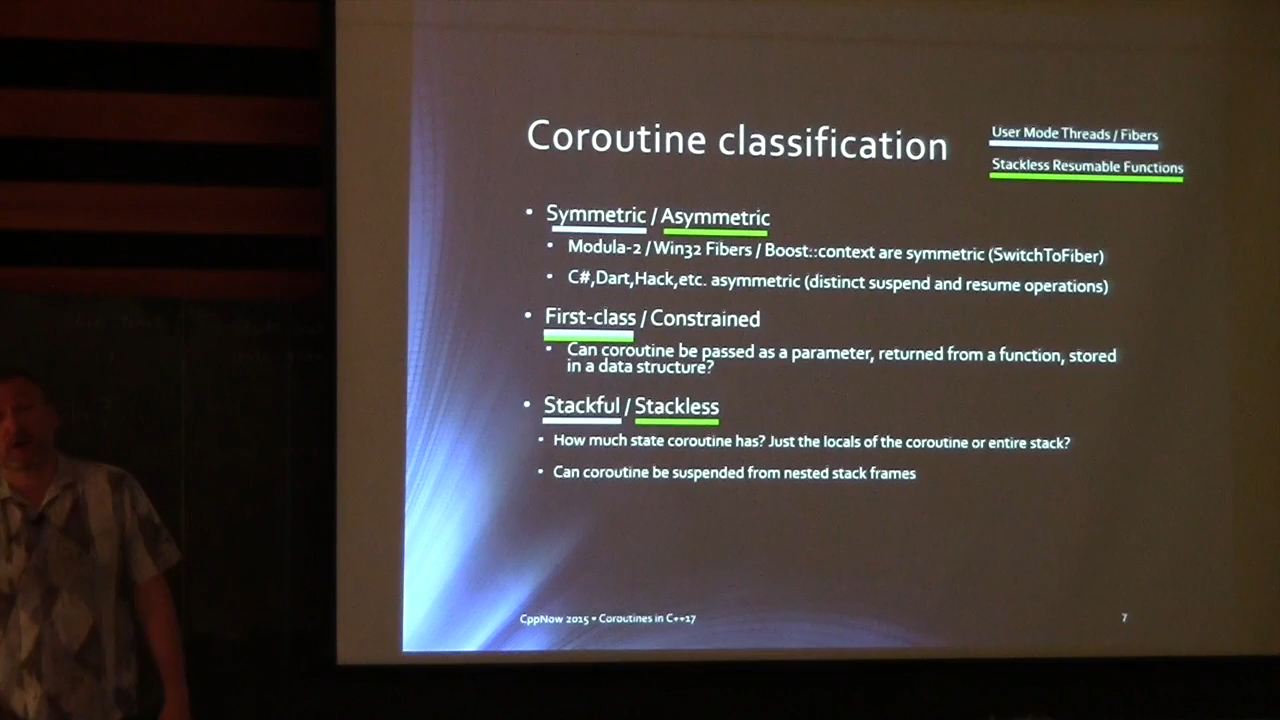 Coroutine classification
User Mode Threads / Fibers
Stackless Resumable Functions
• Symmetric / Asymmetric
• Modula-2 / Win32 Fibers / Boost::context are symmetric (SwitchToFiber)
• C#,Dart,Hack,etc. asymmetric (distinct suspend and resume operations)
• First-class / Constrained
• Can coroutine be passed as a parameter, returned from a function, stored
in a data structure?
• Stackful / Stackless
• How much state coroutine has? Just the locals of the coroutine or entire stack?
• Can coroutine be suspended from nested stack frames
CppNow 2015 • Coroutines in C++17
7